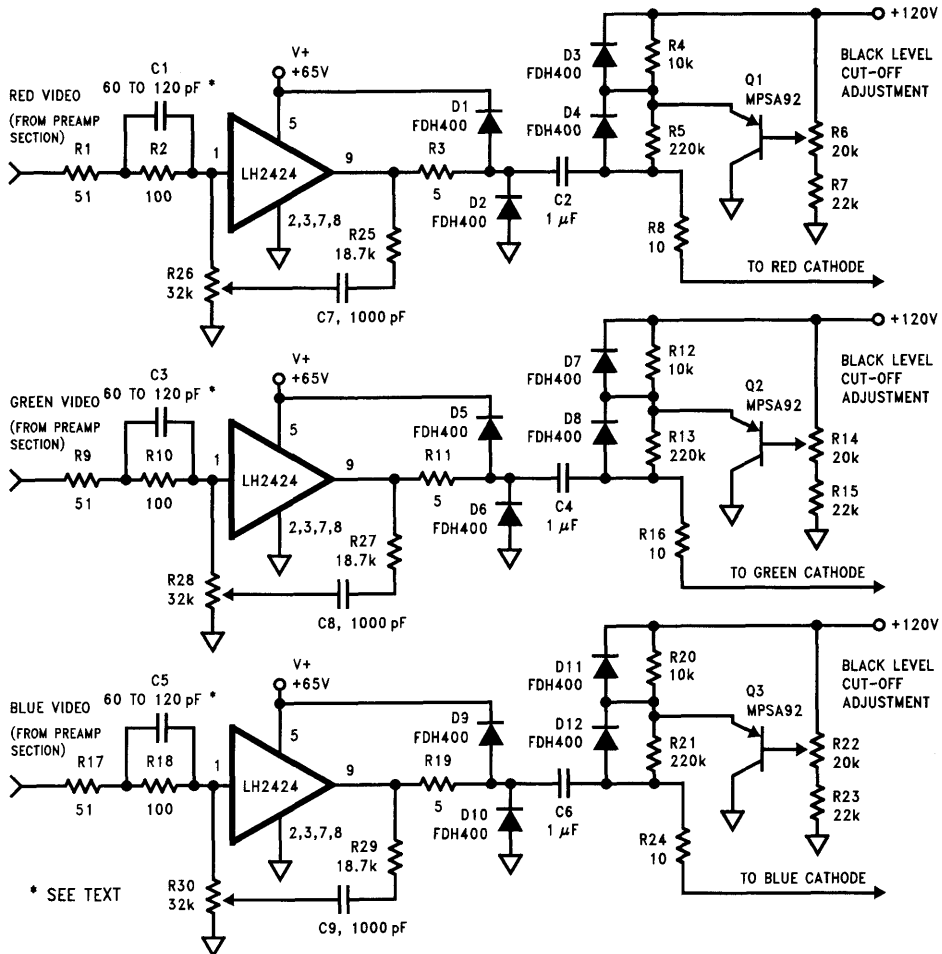 +120V
V+
+65V
D3
FDH400
R4
10k
BLACK LEVEL
CUT-OFF
ADJUSTMENT
C1
60 TO 120 pF *
Q1
MPSA92
RED VIDEO
(FROM PREAMP
SECTION)
D1
FDH400
D4
FDH400
5
R1
51
R2
100
1
LH2424
9
R3
5
R5
220k
R6
20k
2,3,7,8
D2
FDH400
C2
1 μF
R7
22k
R8
10
R25
18.7k
R26
32k
TO RED CATHODE
C7, 1000 pF
+120V
V+
+65V
D7
FDH400
R12
10k
BLACK LEVEL
CUT-OFF
ADJUSTMENT
C3
60 TO 120 pF *
Q2
MPSA92
GREEN VIDEO
(FROM PREAMP
SECTION)
D5
FDH400
D8
FDH400
5
R9
51
R10
100
1
LH2424
9
R11
5
R13
220k
R14
20k
2,3,7,8
D6
FDH400
C4
1 μF
R15
22k
R16
10
R27
18.7k
R28
32k
TO GREEN CATHODE
C8, 1000 pF
+120V
V+
+65V
D11
FDH400
R20
10k
BLACK LEVEL
CUT-OFF
ADJUSTMENT
C5
60 TO 120 pF *
Q3
MPSA92
BLUE VIDEO
(FROM PREAMP
SECTION)
D9
FDH400
D12
FDH400
5
R17
51
R18
100
1
LH2424
9
R19
5
R21
220k
R22
20k
2,3,7,8
D10
FDH400
C6
1 μF
R23
22k
R24
10
R29
18.7k
R30
32k
TO BLUE CATHODE
* SEE TEXT
C9, 1000 pF